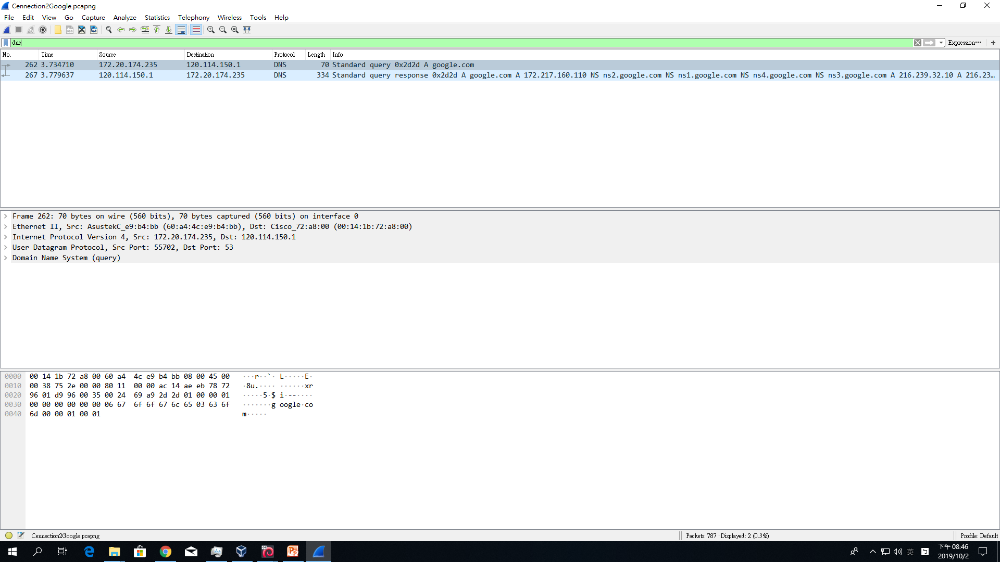 Cennection2Google.pcapng
File Edit View Go Capture Analyze Statistics Telephony Wireless Tools Help
dns Expression… +
No. Time Source Destination Protocol Length Info
262 3.734710 172.20.174.235 120.114.150.1 DNS 70 Standard query 0x2d2d A google.com
267 3.779637 120.114.150.1 172.20.174.235 DNS 334 Standard query response 0x2d2d A google.com A 172.217.160.110 NS ns2.google.com NS ns1.google.com NS ns4.google.com NS ns3.google.com A 216.239.32.10 A 216.23…
Frame 262: 70 bytes on wire (560 bits), 70 bytes captured (560 bits) on interface 0
Ethernet II, Src: AsustekC_e9:b4:bb (60:a4:4c:e9:b4:bb), Dst: Cisco_72:a8:00 (00:14:1b:72:a8:00)
Internet Protocol Version 4, Src: 172.20.174.235, Dst: 120.114.150.1
User Datagram Protocol, Src Port: 55702, Dst Port: 53
Domain Name System (query)
0000 00 14 1b 72 a8 00 60 a4 4c e9 b4 bb 08 00 45 00 ···r··`· L·····E·
0010 00 38 75 2e 00 00 80 11 00 00 ac 14 ae eb 78 72 ·8u.···· ······xr
0020 96 01 d9 96 00 35 00 24 69 a9 2d 2d 01 00 00 01 ·····5·$ i·--····
0030 00 00 00 00 00 00 06 67 6f 6f 67 6c 65 03 63 6f ·······g oogle·co
0040 6d 00 00 01 00 01 m·····
Cennection2Google.pcapng Packets: 787 · Displayed: 2 (0.3%) Profile: Default
英 下午 08:46
2019/10/2